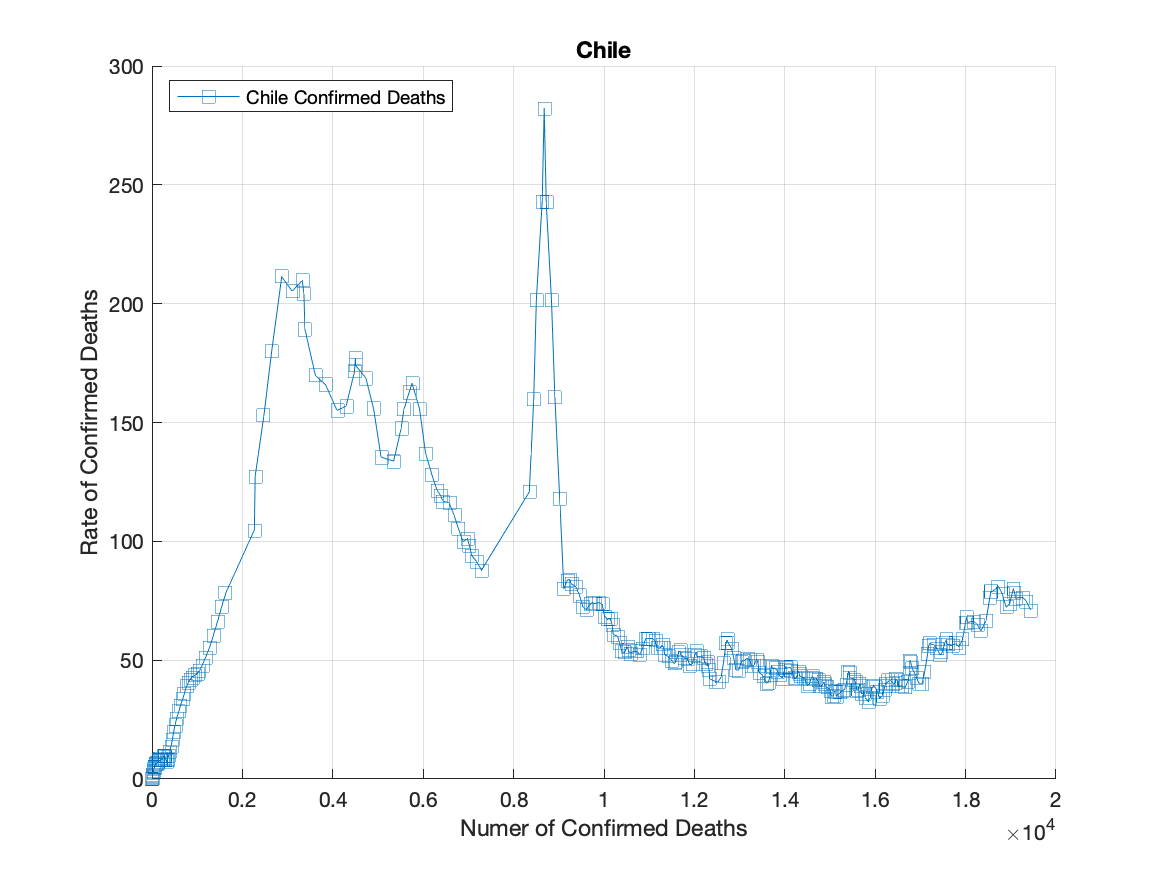 Chile
300
Chile Confirmed Deaths
250
200
150
100
50
0
Rate of Confirmed Deaths
0 0.2 0.4 0.6 0.8 1 1.2 1.4 1.6 1.8 2
Numer of Confirmed Deaths
×10⁴